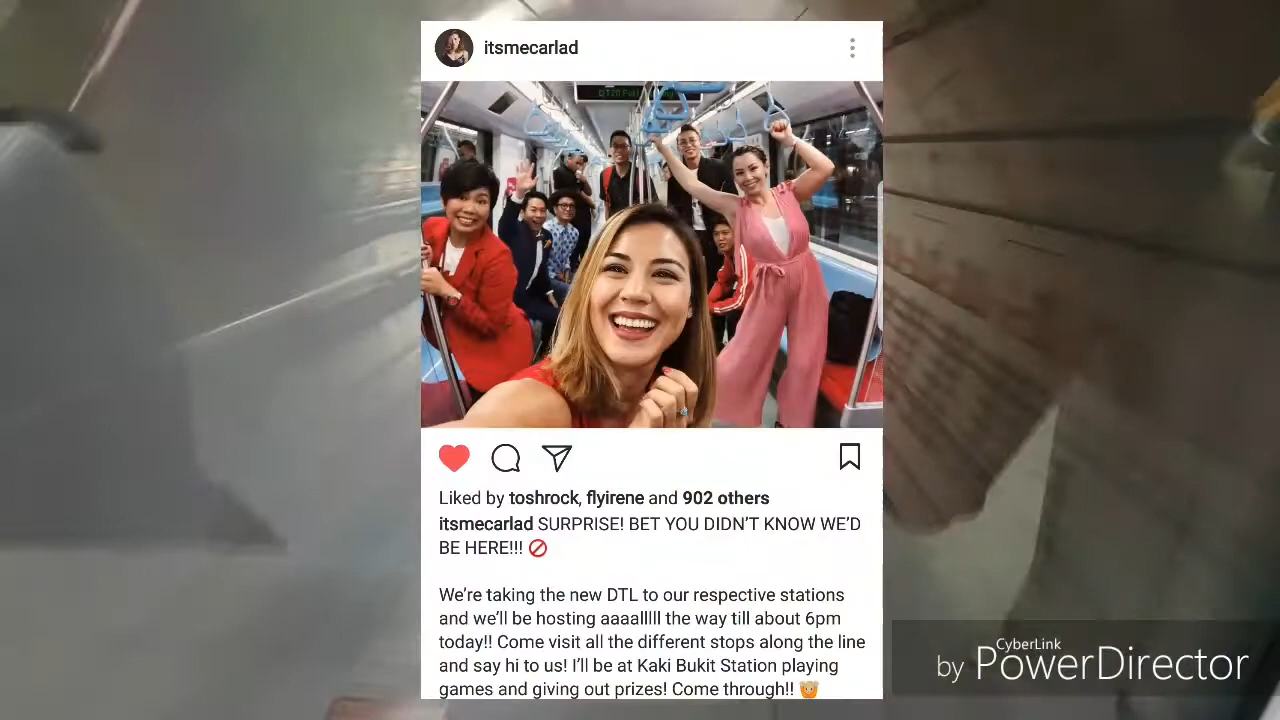 itsmecarlad
Liked by toshrock, flyirene and 902 others
itsmecarlad SURPRISE! BET YOU DIDN'T KNOW WE'D
BE HERE!!! 🚫
We're taking the new DTL to our respective stations
and we'll be hosting aaaalllll the way till about 6pm
today!! Come visit all the different stops along the line
and say hi to us! I'll be at Kaki Bukit Station playing
games and giving out prizes! Come through!!
by CyberLink PowerDirector